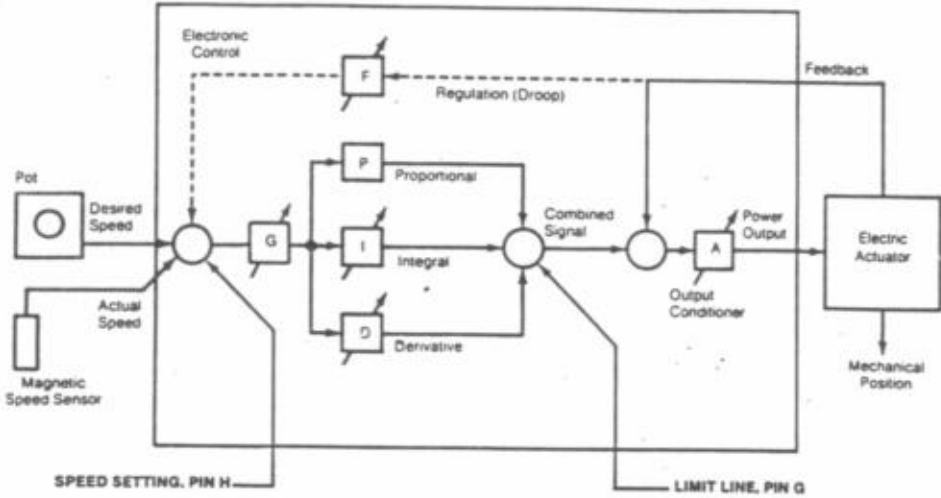 Electronic
Control
F
Regulation (Droop)
Feedback
Pot
Desired
Speed
G
P
Proportional
I
Integral
D
Derivative
Combined
Signal
A
Power
Output
Output
Conditioner
Electric
Actuator
Actual
Speed
Magnetic
Speed Sensor
Mechanical
Position
SPEED SETTING, PIN H
LIMIT LINE, PIN G